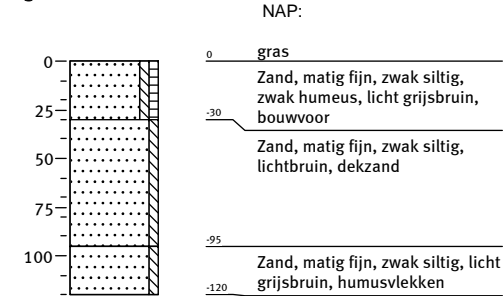 NAP:
0
25
50
75
100
0 gras
Zand, matig fijn, zwak siltig,
zwak humeus, licht grijsbruin,
bouwvoor
-30
Zand, matig fijn, zwak siltig,
lichtbruin, dekzand
-95
Zand, matig fijn, zwak siltig, licht
grijsbruin, humusvlekken
-120